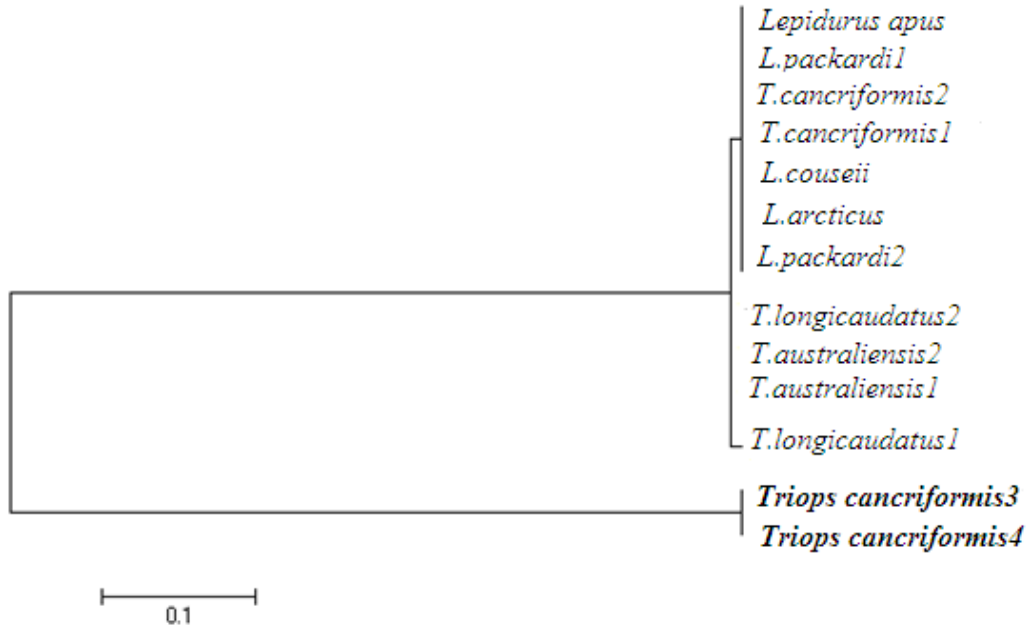 Lepidurus apus
L.packardi1
T.cancriformis2
T.cancriformis1
L.couseii
L.arcticus
L.packardi2
T.longicaudatus2
T.australiensis2
T.australiensis1
T.longicaudatus1
Triops cancriformis3
Triops cancriformis4
0.1